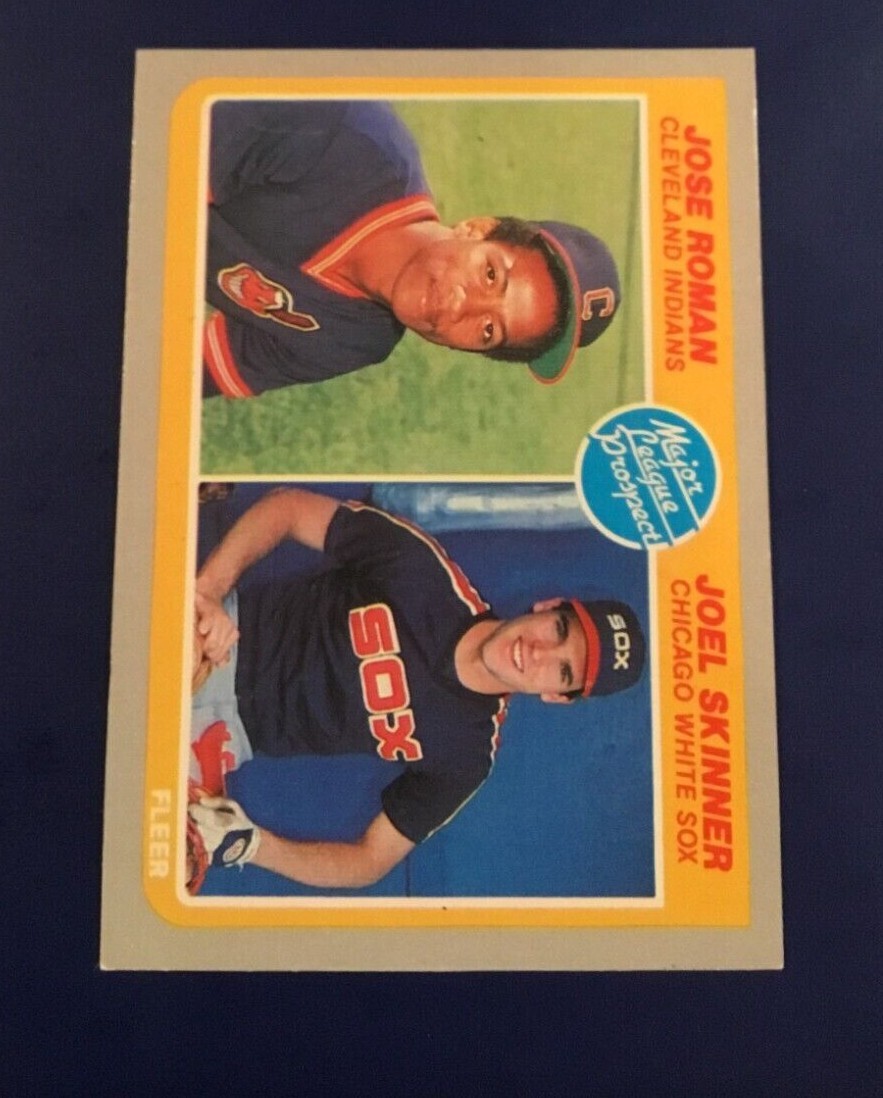 JOSE ROMAN
CLEVELAND INDIANS
Major
League
Prospect
JOEL SKINNER
CHICAGO WHITE SOX
C
SOX
SOX
FLEER